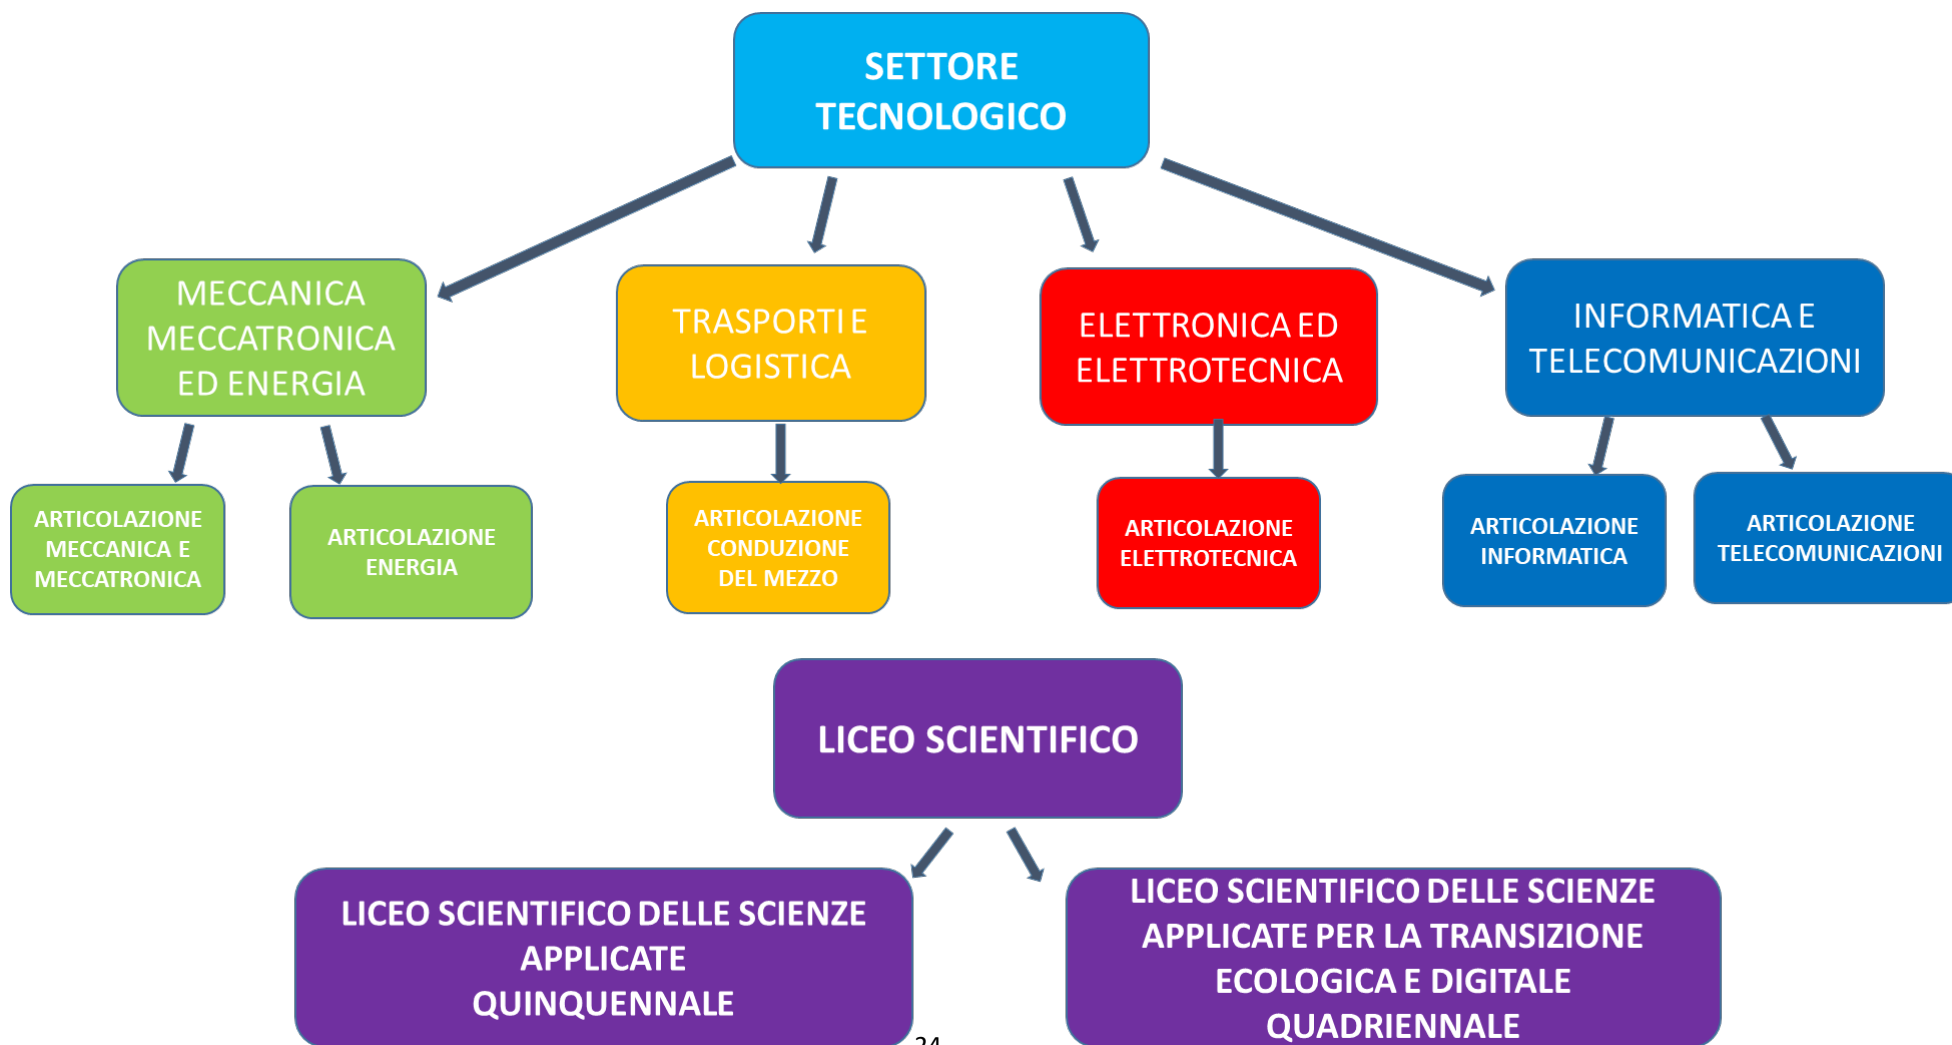 SETTORE
TECNOLOGICO
MECCANICA
MECCATRONICA
ED ENERGIA
TRASPORTI E
LOGISTICA
ELETTRONICA ED
ELETTROTECNICA
INFORMATICA E
TELECOMUNICAZIONI
ARTICOLAZIONE
MECCANICA E
MECCATRONICA
ARTICOLAZIONE
ENERGIA
ARTICOLAZIONE
CONDUZIONE
DEL MEZZO
ARTICOLAZIONE
ELETTROTECNICA
ARTICOLAZIONE
INFORMATICA
ARTICOLAZIONE
TELECOMUNICAZIONI
LICEO SCIENTIFICO
LICEO SCIENTIFICO DELLE SCIENZE
APPLICATE
QUINQUENNALE
LICEO SCIENTIFICO DELLE SCIENZE
APPLICATE PER LA TRANSIZIONE
ECOLOGICA E DIGITALE
QUADRIENNALE
24